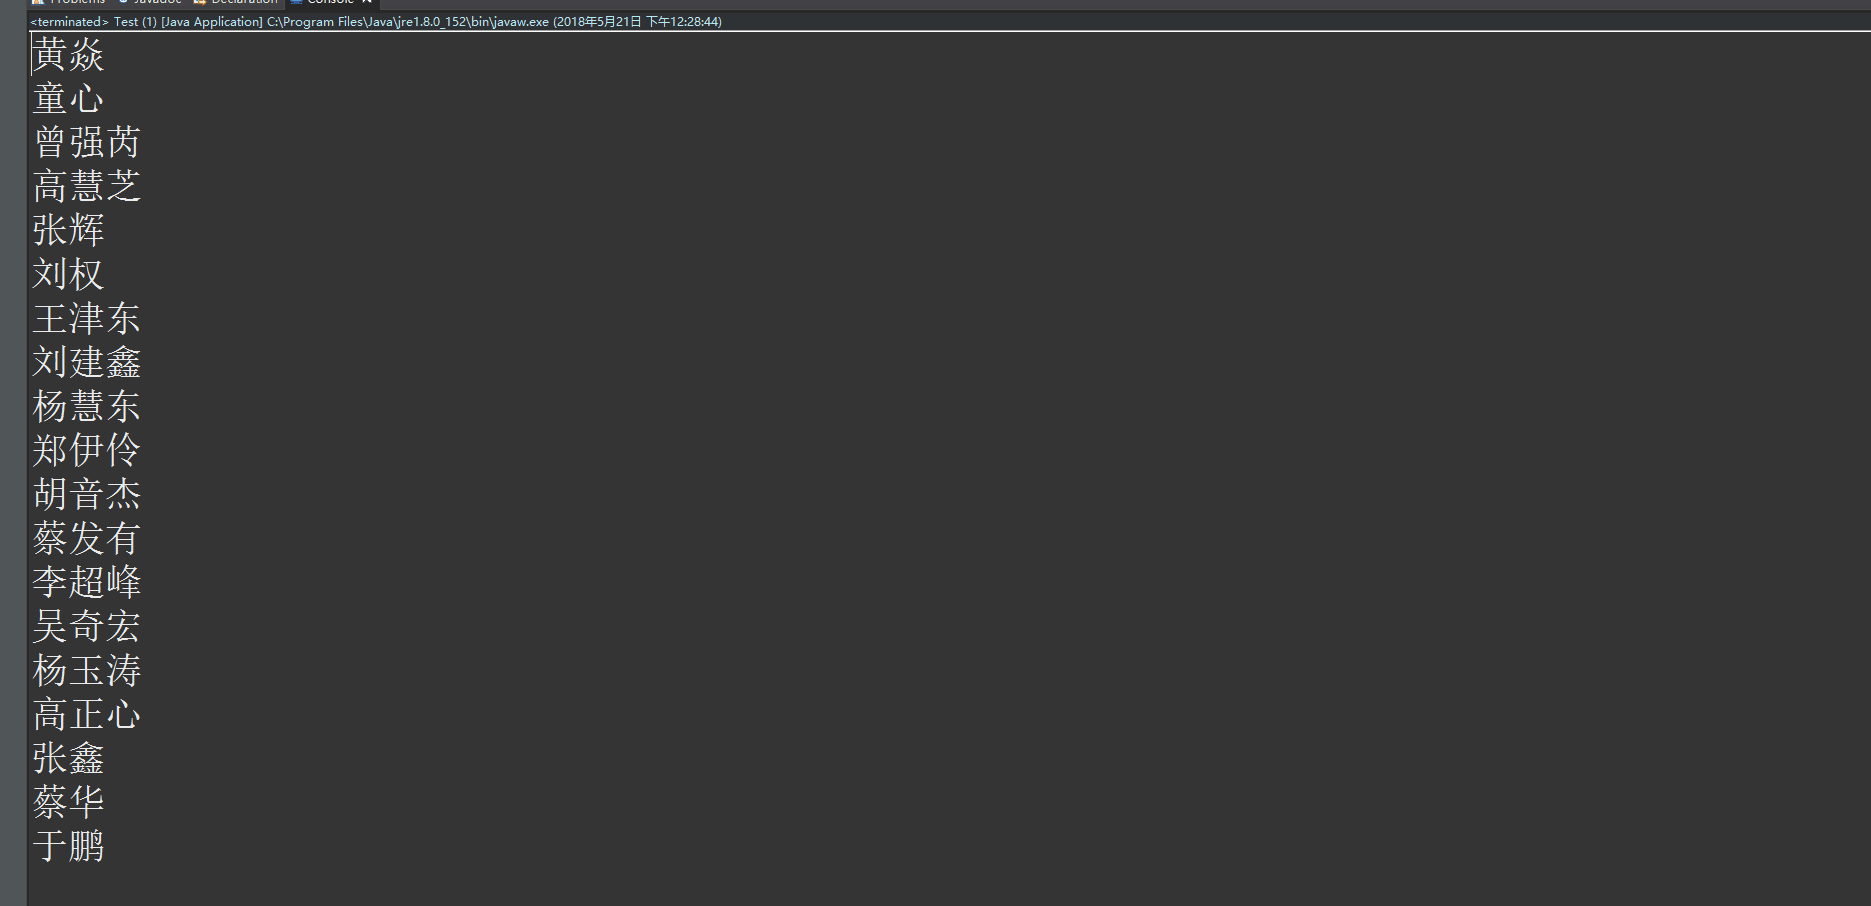 Problems Javadoc Declaration Console
<terminated> Test (1) [Java Application] C:\Program Files\Java\jre1.8.0_152\bin\javaw.exe (2018年5月21日 下午12:28:44)
黄焱
童心
曾强芮
高慧芝
张辉
刘权
王津东
刘建鑫
杨慧东
郑伊伶
胡音杰
蔡发有
李超峰
吴奇宏
杨玉涛
高正心
张鑫
蔡华
于鹏